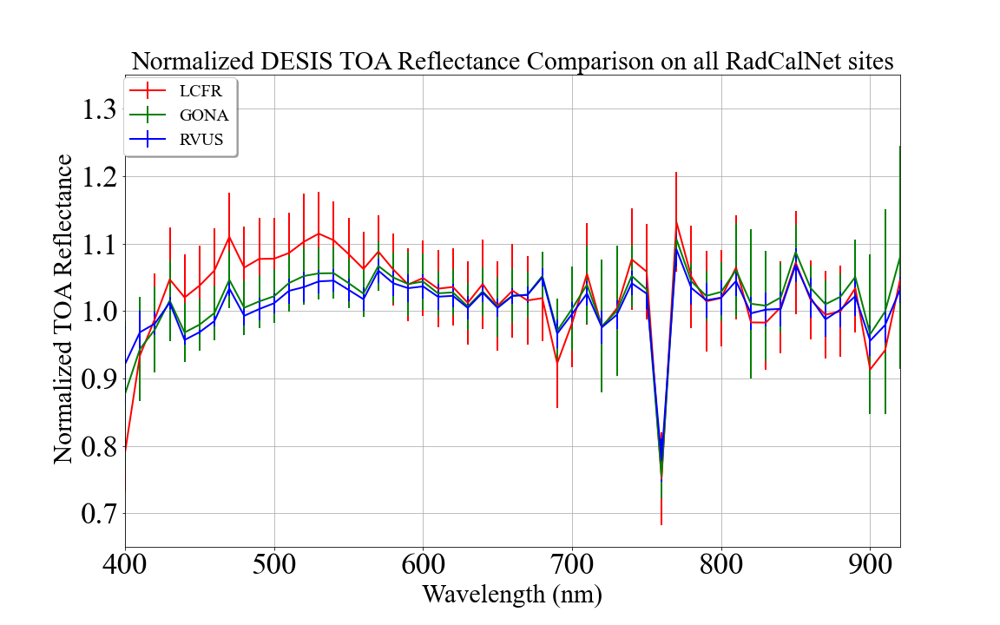 Normalized DESIS TOA Reflectance Comparison on all RadCalNet sites
LCFR
GONA
RVUS
Normalized TOA Reflectance
1.3
1.2
1.1
1.0
0.9
0.8
0.7
400 500 600 700 800 900
Wavelength (nm)